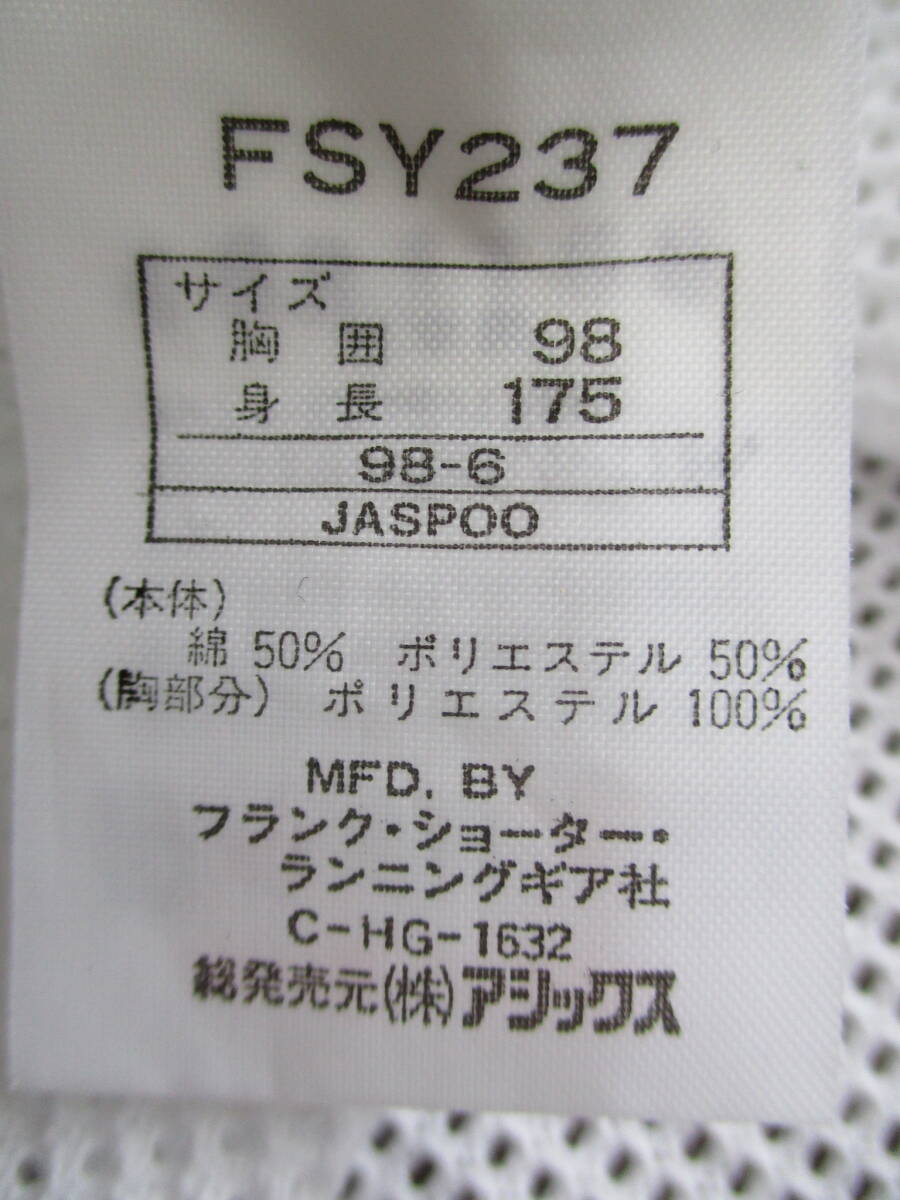 FSY237
サイズ
胸囲 98
身長 175
98-6
JASPOO
(本体)
綿 50% ポリエステル 50%
(胸部分) ポリエステル 100%
MFD. BY
フランク・ショーター・
ランニングギア社
C-HG-1632
総発売元(株)アシックス